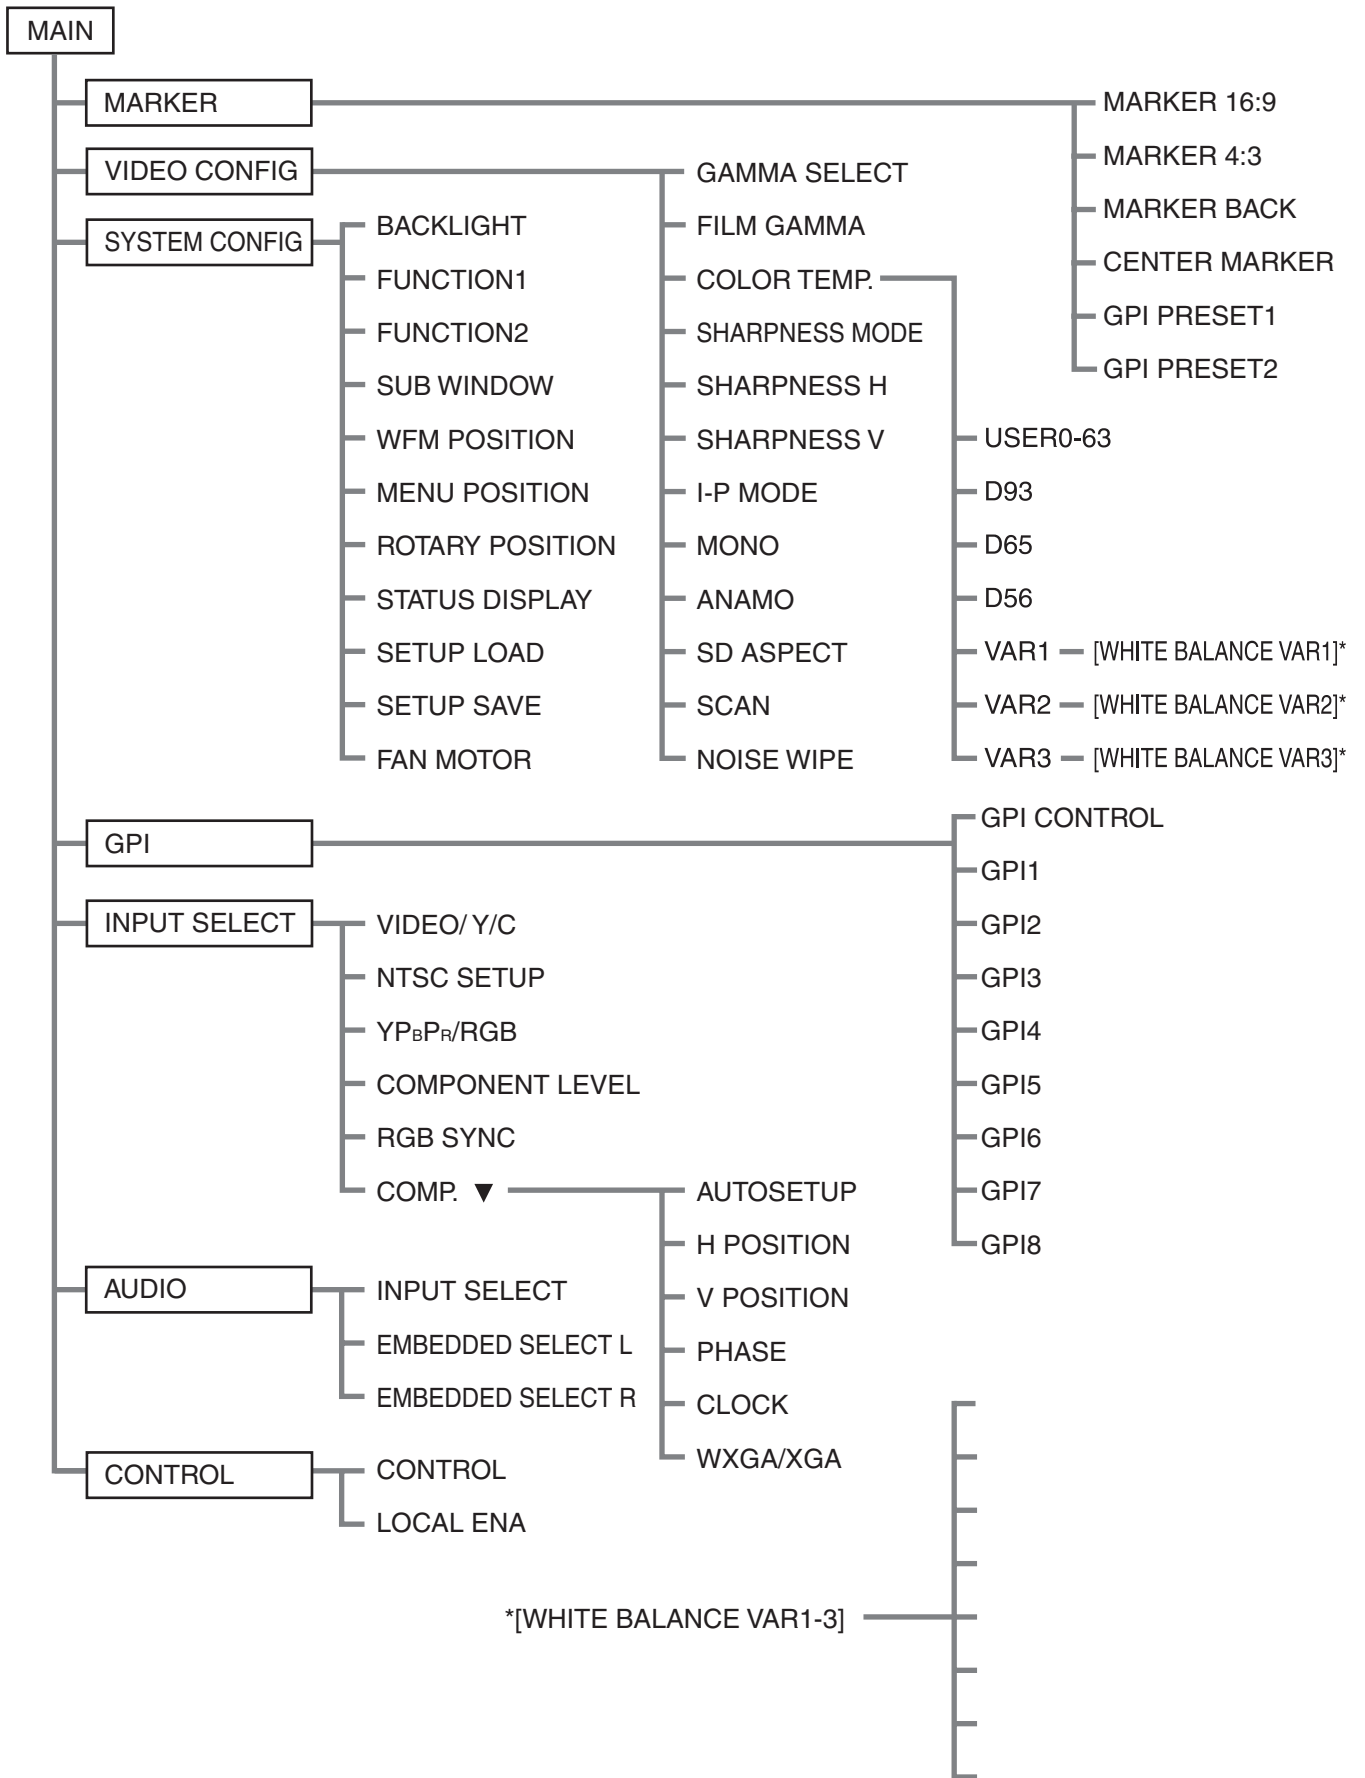 MAIN
MARKER
MARKER 16:9
MARKER 4:3
MARKER BACK
CENTER MARKER
GPI PRESET1
GPI PRESET2
VIDEO CONFIG
GAMMA SELECT
FILM GAMMA
COLOR TEMP.
USER0-63
D93
D65
D56
VAR1
[WHITE BALANCE VAR1]*
VAR2
[WHITE BALANCE VAR2]*
VAR3
[WHITE BALANCE VAR3]*
SHARPNESS MODE
SHARPNESS H
SHARPNESS V
I-P MODE
MONO
ANAMO
SD ASPECT
SCAN
NOISE WIPE
SYSTEM CONFIG
BACKLIGHT
FUNCTION1
FUNCTION2
SUB WINDOW
WFM POSITION
MENU POSITION
ROTARY POSITION
STATUS DISPLAY
SETUP LOAD
SETUP SAVE
FAN MOTOR
GPI
GPI CONTROL
GPI1
GPI2
GPI3
GPI4
GPI5
GPI6
GPI7
GPI8
INPUT SELECT
VIDEO/ Y/C
NTSC SETUP
YPBPR/RGB
COMPONENT LEVEL
RGB SYNC
COMP. ▼
AUTOSETUP
H POSITION
V POSITION
PHASE
CLOCK
WXGA/XGA
AUDIO
INPUT SELECT
EMBEDDED SELECT L
EMBEDDED SELECT R
CONTROL
CONTROL
LOCAL ENA
*[WHITE BALANCE VAR1-3]